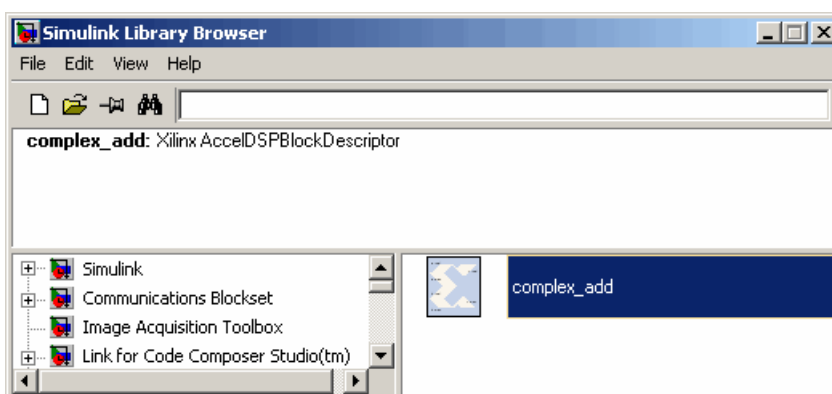 Simulink Library Browser
File Edit View Help
complex_add: Xilinx AccelDSPBlockDescriptor
Simulink
Communications Blockset
Image Acquisition Toolbox
Link for Code Composer Studio(tm)
complex_add